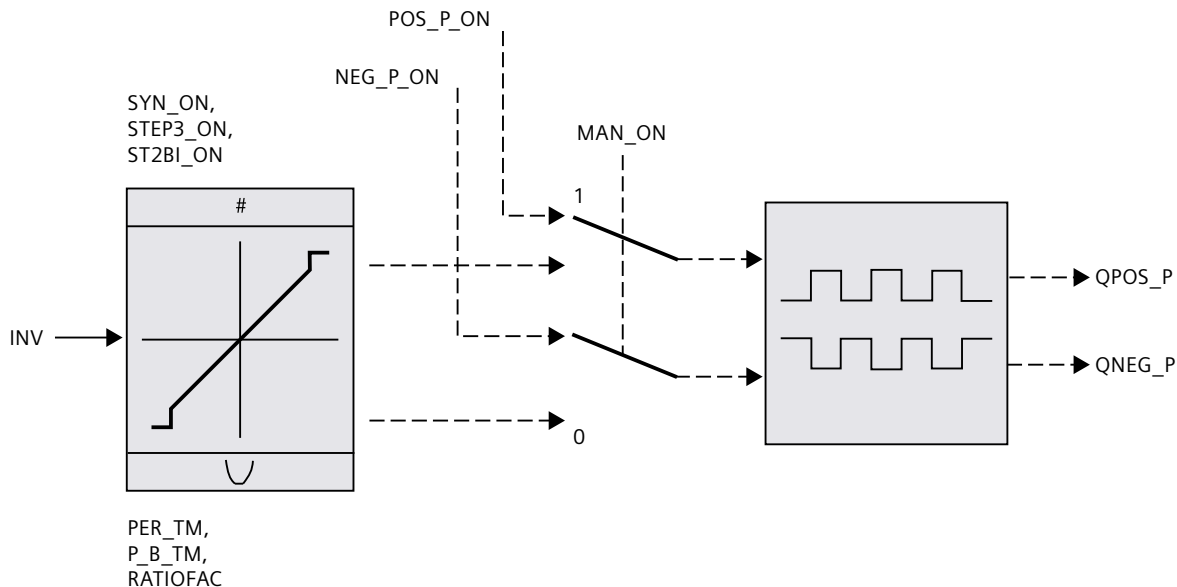 POS_P_ON
NEG_P_ON
SYN_ON,
STEP3_ON,
ST2BI_ON
MAN_ON
#
1
INV
QPOS_P
QNEG_P
0
PER_TM,
P_B_TM,
RATIOFAC